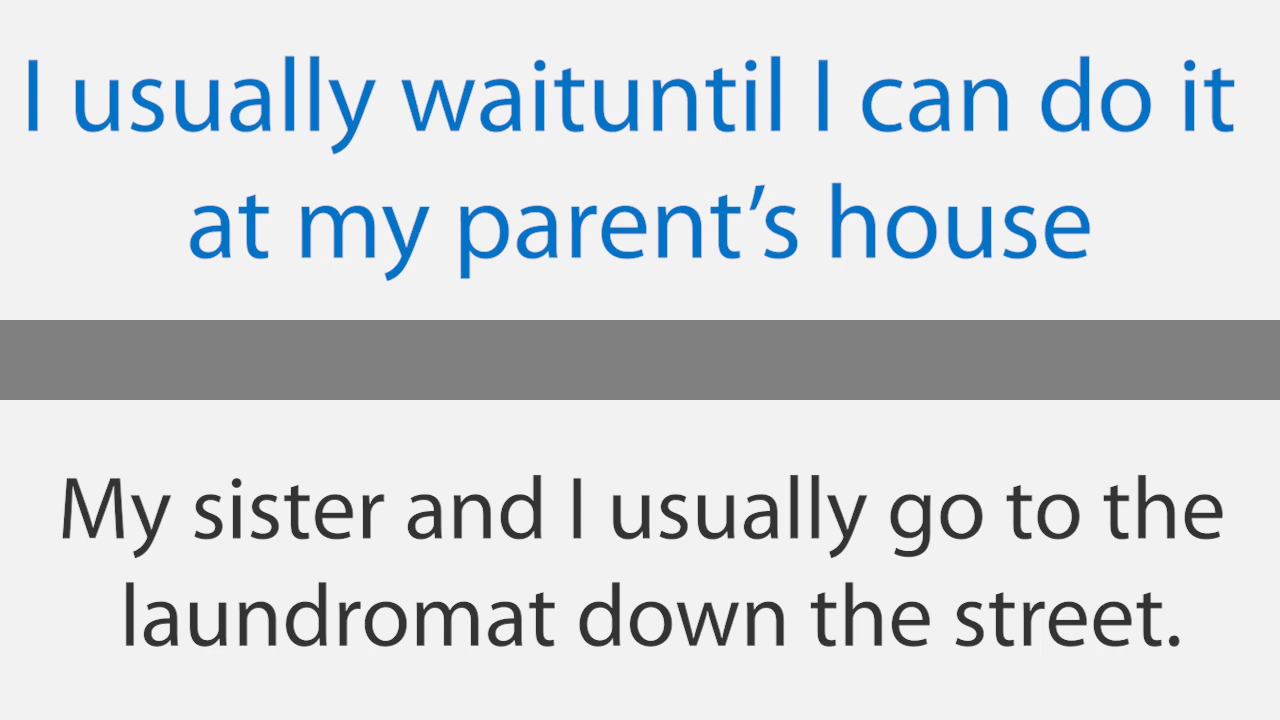 I usually waituntil I can do it
at my parent’s house
My sister and I usually go to the
laundromat down the street.